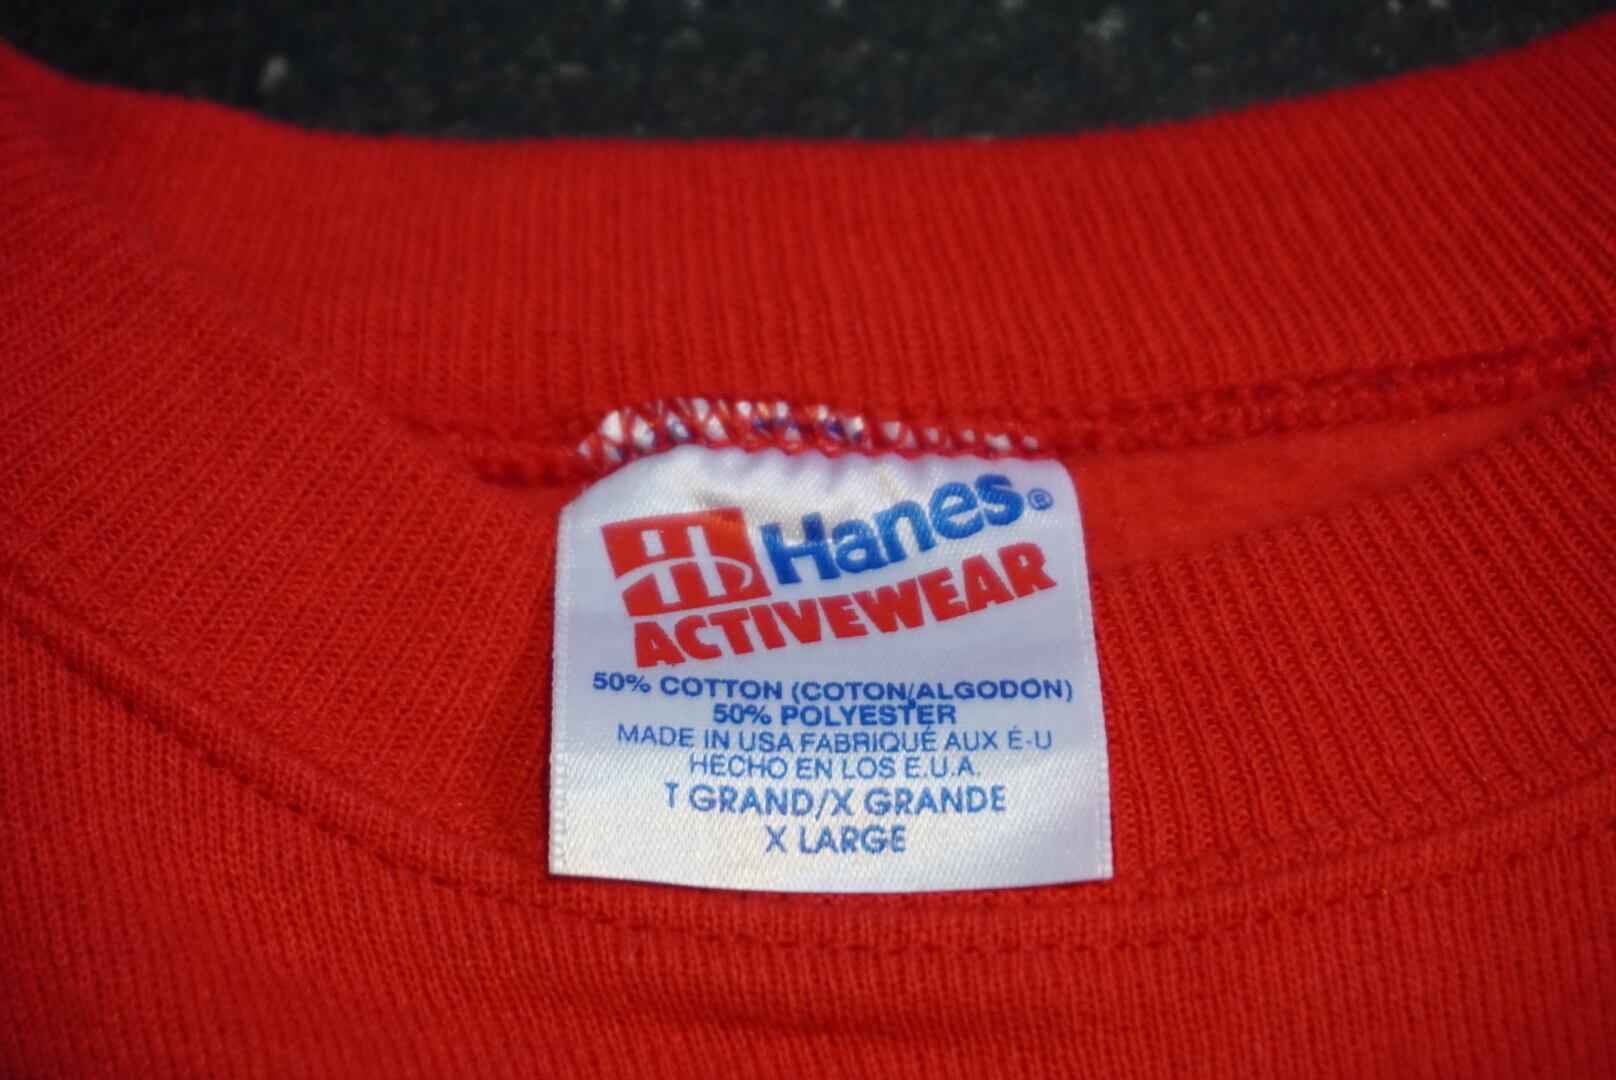 Hanes®
ACTIVEWEAR
50% COTTON (COTON/ALGODON)
50% POLYESTER
MADE IN USA FABRIQUÉ AUX É-U
HECHO EN LOS E.U.A.
T GRAND/X GRANDE
X LARGE